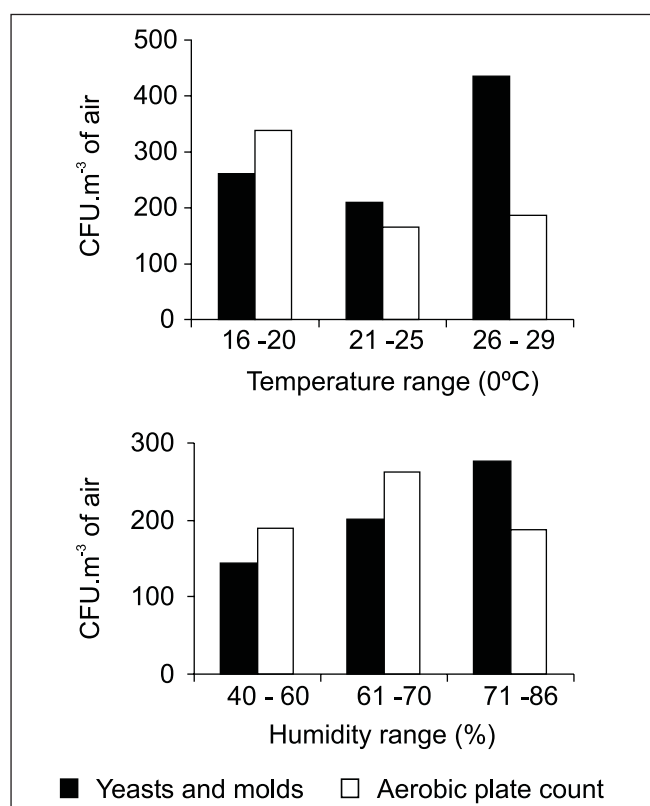 500
400
300
200
100
0
CFU.m⁻³ of air
16 -20 21 -25 26 – 29
Temperature range (0ºC)
300
200
100
0
CFU.m⁻³ of air
40 - 60 61 -70 71 -86
Humidity range (%)
Yeasts and molds Aerobic plate count